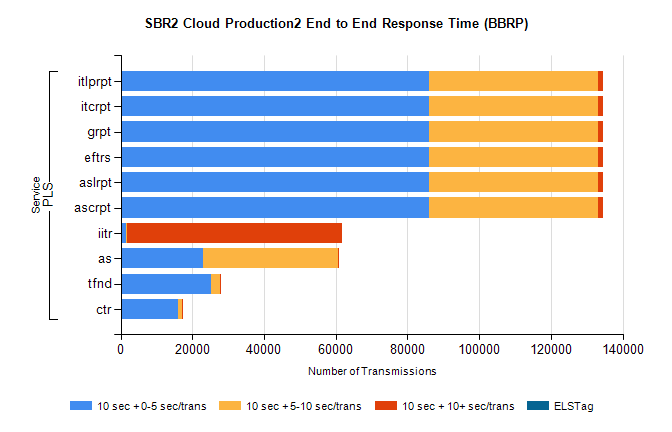 SBR2 Cloud Production2 End to End Response Time (BBRP)
Service
PLS
itlprpt
itcrpt
grpt
eftrs
aslrpt
ascrpt
iitr
as
tfnd
ctr
0 20000 40000 60000 80000 100000 120000 140000
Number of Transmissions
10 sec +0-5 sec/trans 10 sec +5-10 sec/trans 10 sec + 10+ sec/trans ELSTag